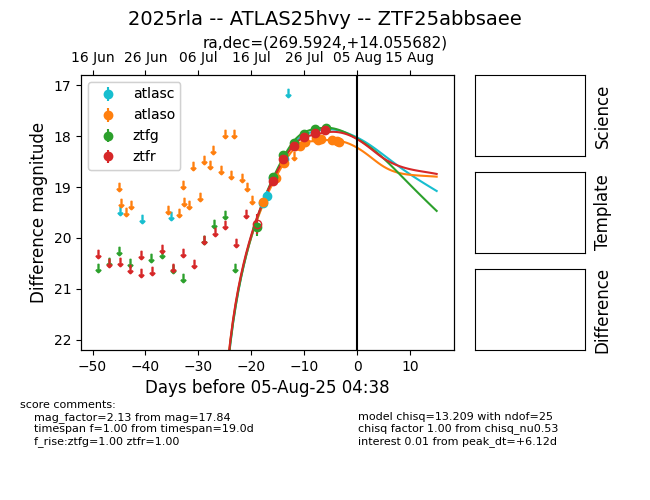 2025rla -- ATLAS25hvy -- ZTF25abbsaee
ra,dec=(269.5924,+14.055682)
16 Jun 26 Jun 06 Jul 16 Jul 26 Jul 05 Aug 15 Aug
17
18
19
20
21
22
Difference magnitude
atlasc
atlaso
ztfg
ztfr
−50 −40 −30 −20 −10 0 10
Days before 05-Aug-25 04:38
Science
Template
Difference
score comments:
mag_factor=2.13 from mag=17.84
timespan f=1.00 from timespan=19.0d
f_rise:ztfg=1.00 ztfr=1.00
model chisq=13.209 with ndof=25
chisq factor 1.00 from chisq_nu0.53
interest 0.01 from peak_dt=+6.12d